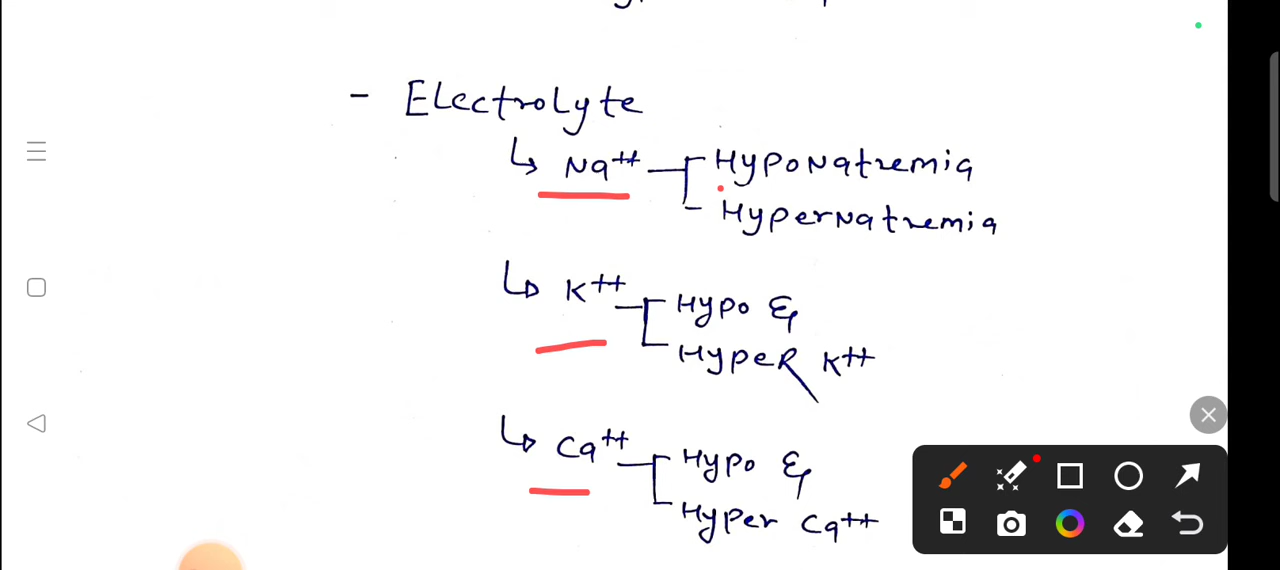 - Electrolyte
↳ Na++ HypoNatremia
HyperNatremia
↳ K++ Hypo &
HypeR K++
↳ Ca++ Hypo &
Hyper Ca++